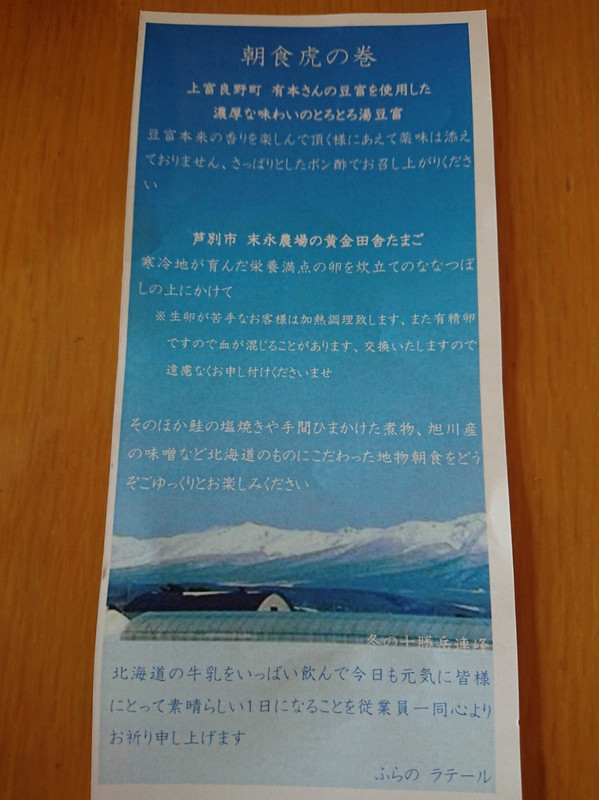 朝食虎の巻
上富良野町 有本さんの豆富を使用した
濃厚な味わいのとろとろ湯豆富
豆富本来の香りを楽しんで頂く様にあえて薬味は添え
ておりません、さっぱりとしたポン酢でお召し上がりくださ
い
芦別市 末永農場の黄金田舎たまご
寒冷地が育んだ栄養満点の卵を炊立てのななつぼ
しの上にかけて
※生卵が苦手なお客様は加熱調理致します、また有精卵
ですので血が混じることがあります、交換いたしますので
遠庵なくお申し付けくださいませ
そのほか鮭の塩焼きや手間ひまかけた煮物、旭川産
の味噌など北海道のものにこだわった地物朝食をどう
ぞごゆっくりとお楽しみください
冬の十勝岳連峰
北海道の牛乳をいっぱい飲んで今日も元気に皆様
にとって素晴らしい1日になることを従業員一同心より
お祈り申し上げます
ふらの ラテール